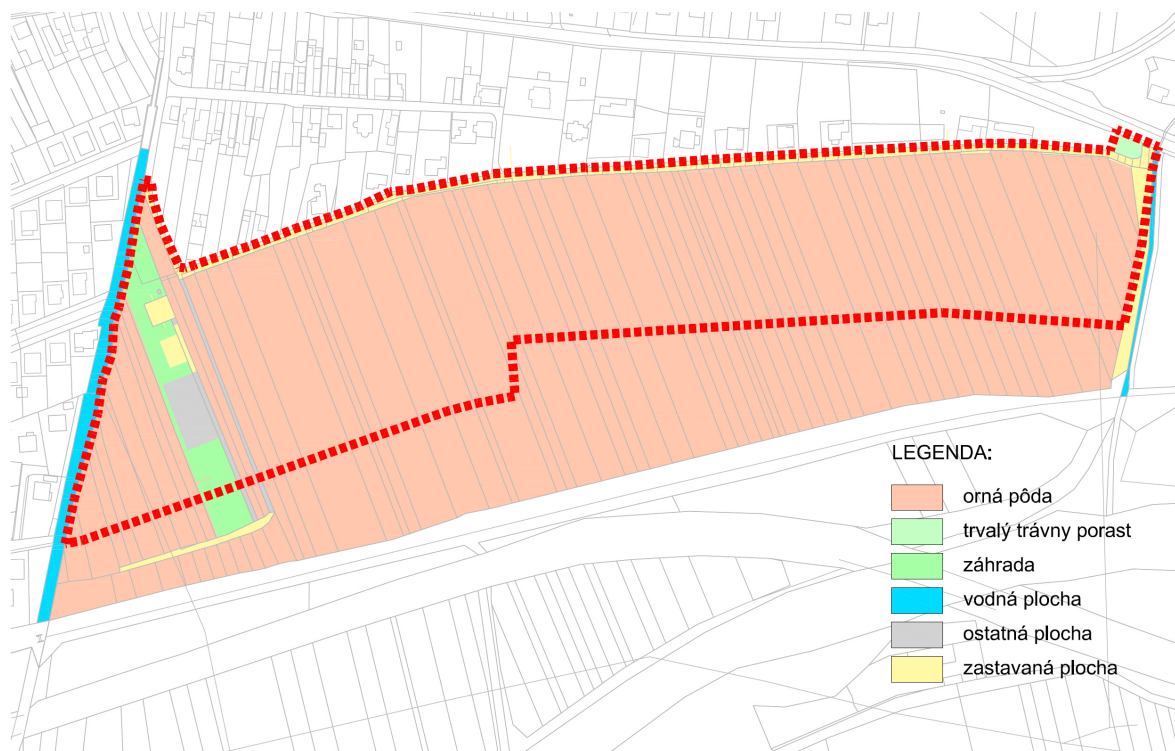 LEGENDA:
orná pôda
trvalý trávny porast
záhrada
vodná plocha
ostatná plocha
zastavaná plocha